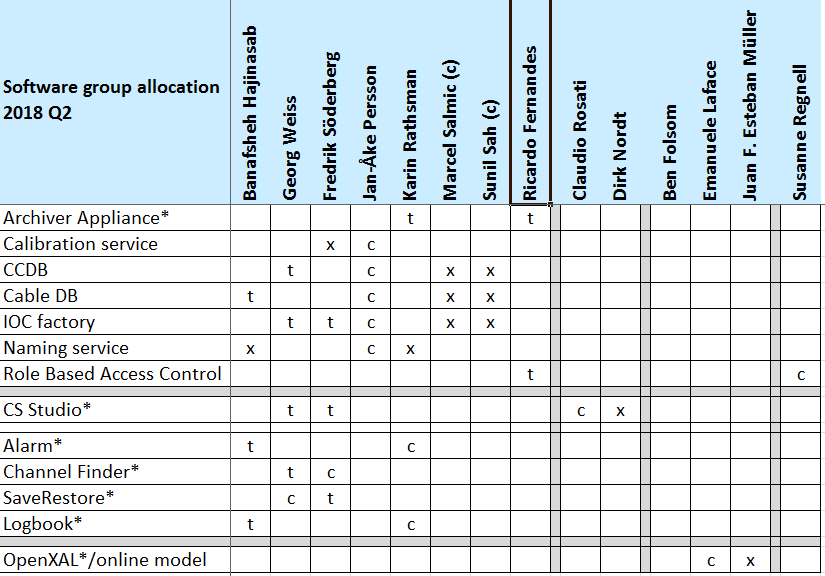 Software group allocation
2018 Q2
Banafsheh Hajinasab
Georg Weiss
Fredrik Söderberg
Jan-Åke Persson
Karin Rathsman
Marcel Salmic (c)
Sunil Sah (c)
Ricardo Fernandes
Claudio Rosati
Dirk Nordt
Ben Folsom
Emanuele Laface
Juan F. Esteban Müller
Susanne Regnell
Archiver Appliance* t t
Calibration service x c
CCDB t c x x
Cable DB t c x x
IOC factory t t c x x
Naming service x c x
Role Based Access Control t c
CS Studio* t t c x
Alarm* t c
Channel Finder* t c
SaveRestore* c t
Logbook* t c
OpenXAL*/online model c x